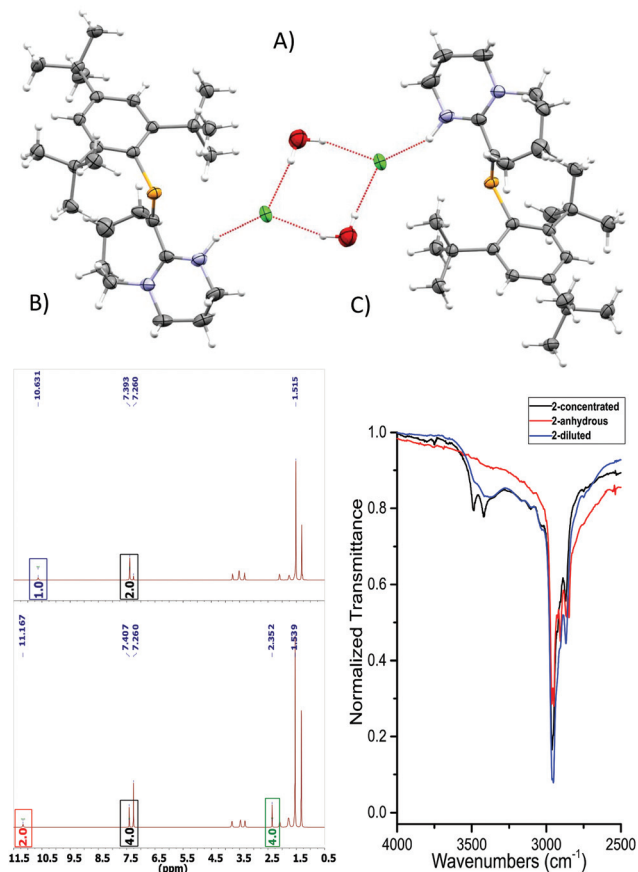 A)
B)
C)
10.631
7.393
7.260
1.515
1.0
2.0
11.167
7.407
7.260
2.352
1.539
2.0
4.0
4.0
11.5 10.5 9.5 8.5 7.5 6.5 5.5 4.5 3.5 2.5 1.5 0.5
(ppm)
2-concentrated
2-anhydrous
2-diluted
Normalized Transmittance
1.0
0.8
0.6
0.4
0.2
0.0
4000 3500 3000 2500
Wavenumbers (cm⁻¹)